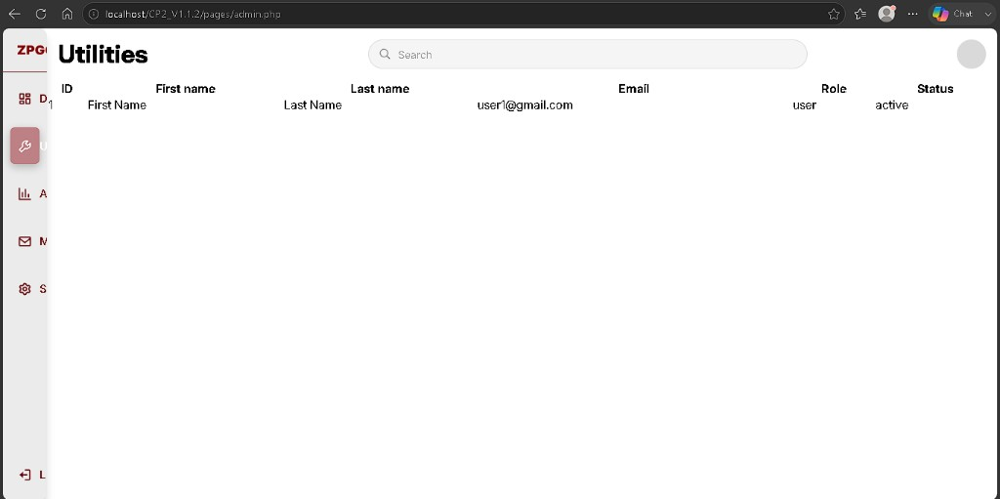 localhost/CP2_V1.1.2/pages/admin.php
Chat
ZPG
Utilities
Search
ID First name Last name Email Role Status
1 First Name Last Name user1@gmail.com user active
D
U
A
M
S
L